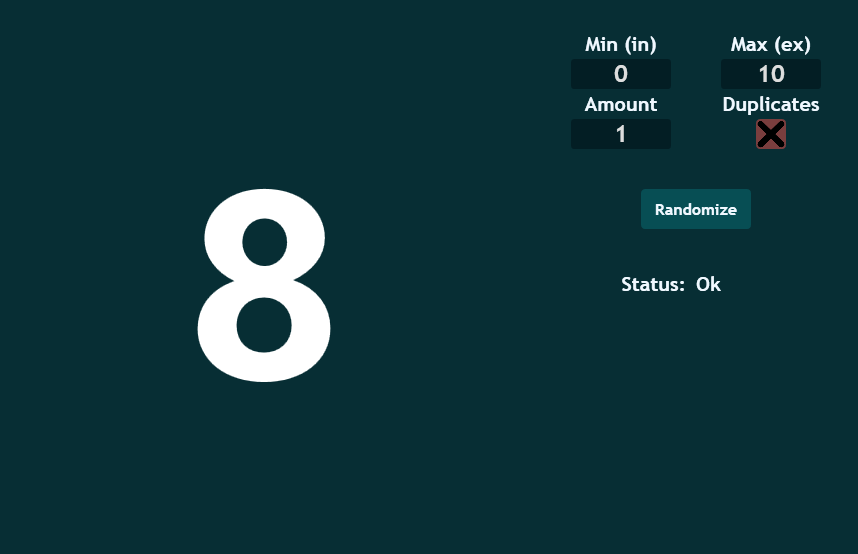 8
Min (in) Max (ex)
0 10
Amount Duplicates
1
Randomize
Status: Ok